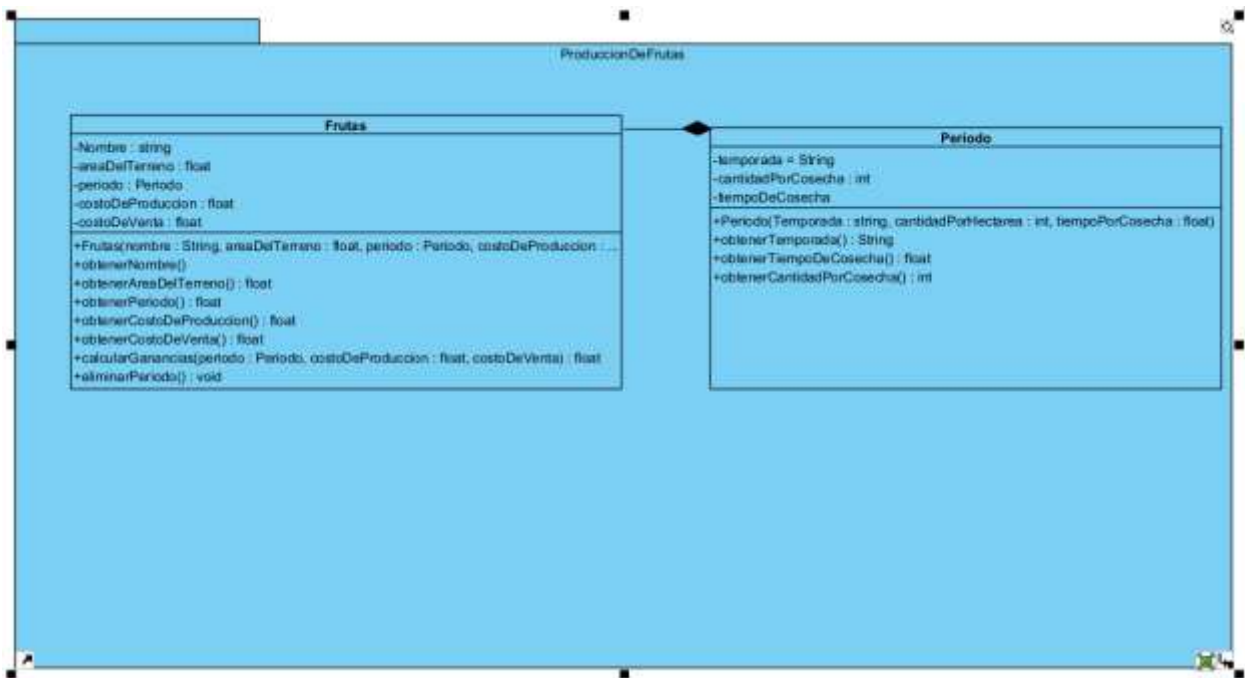 ProduccionDeFrutas
Frutas
-Nombre : string
-areaDelTerreno : float
-periodo : Periodo
-costoDeProduccion : float
-costoDeVenta : float
+Frutas(nombre : String, areaDelTerreno : float, periodo : Periodo, costoDeProduccion : ...
+obtenerNombre()
+obtenerAreaDelTerreno() : float
+obtenerPeriodo() : float
+obtenerCostoDeProduccion() : float
+obtenerCostoDeVenta() : float
+calcularGanancias(periodo : Periodo, costoDeProduccion : float, costoDeVenta) : float
+eliminarPeriodo() : void
Periodo
-temporada = String
-cantidadPorCosecha : int
-tiempoDeCosecha
+Periodo(Temporada : string, cantidadPorHectarea : int, tiempoPorCosecha : float)
+obtenerTemporada() : String
+obtenerTiempoDeCosecha() : float
+obtenerCantidadPorCosecha() : int